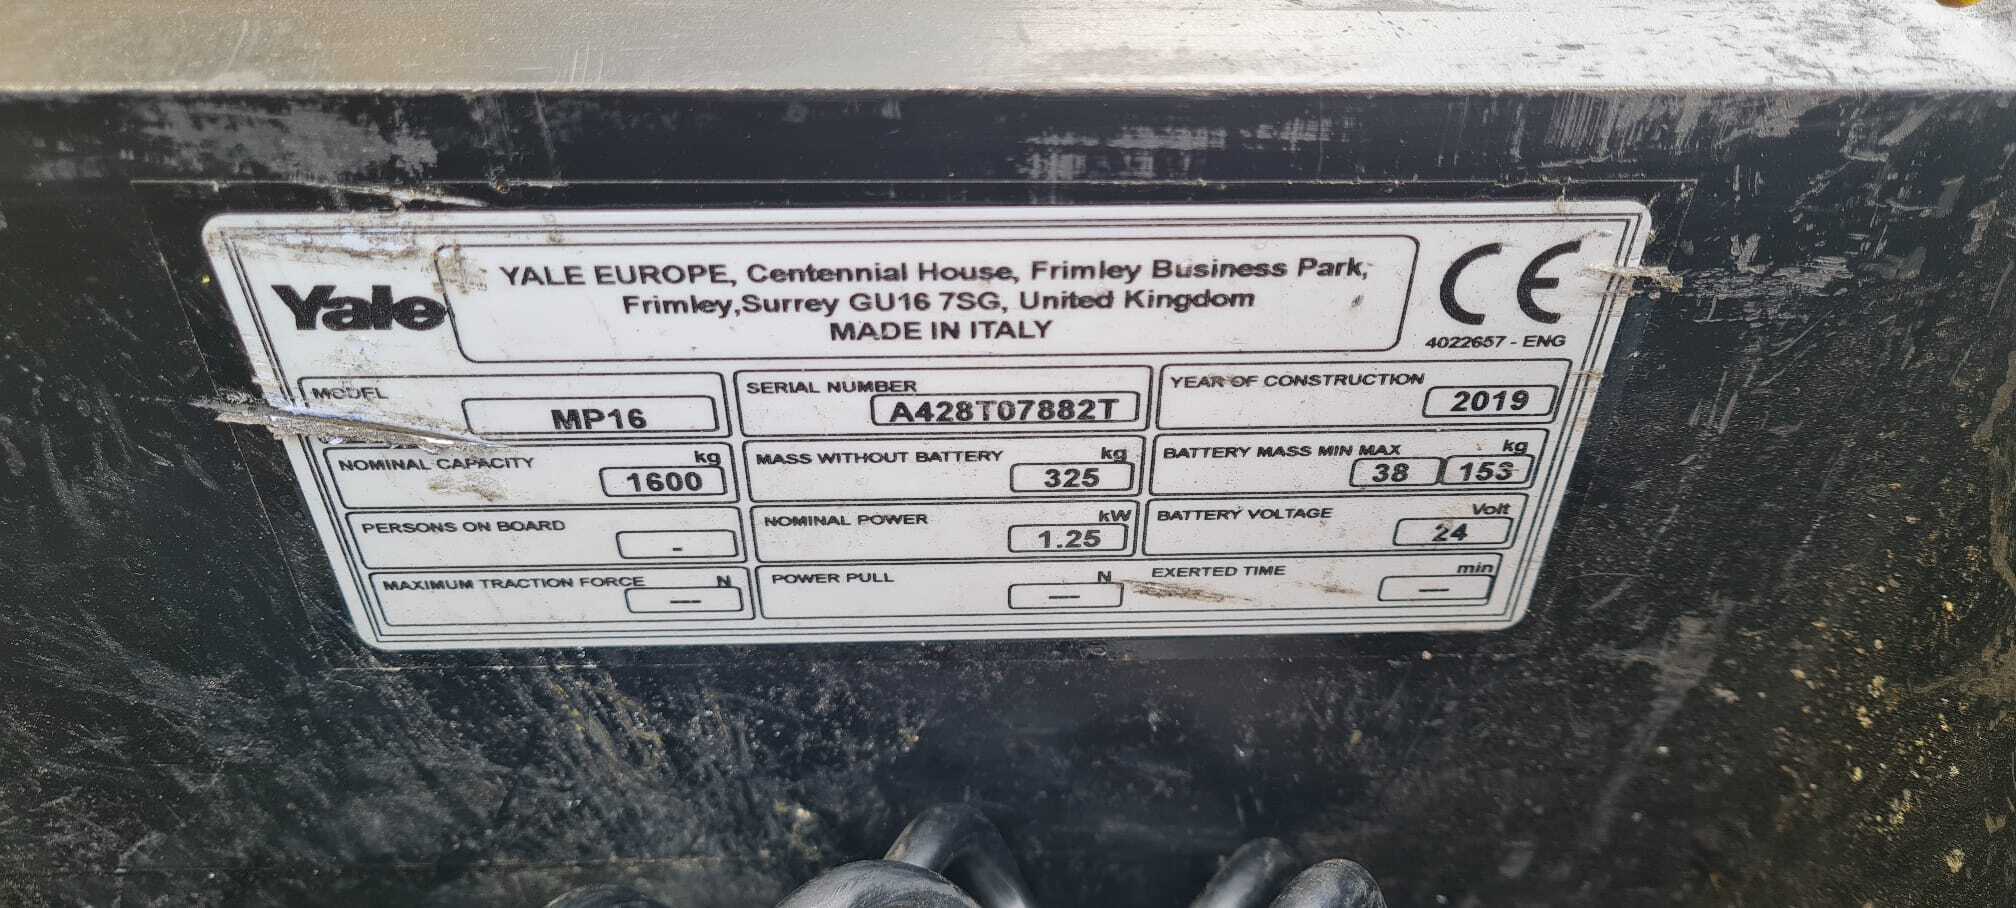 Yale
YALE EUROPE, Centennial House, Frimley Business Park,
Frimley,Surrey GU16 7SG, United Kingdom
MADE IN ITALY
CE
4022657 - ENG
MODEL
MP16
SERIAL NUMBER
A428T07882T
YEAR OF CONSTRUCTION
2019
NOMINAL CAPACITY
kg
1600
MASS WITHOUT BATTERY
kg
325
BATTERY MASS MIN MAX
kg
38 153
PERSONS ON BOARD
-
NOMINAL POWER
kW
1.25
BATTERY VOLTAGE
Volt
24
MAXIMUM TRACTION FORCE
N
---
POWER PULL
N
---
EXERTED TIME
min
---